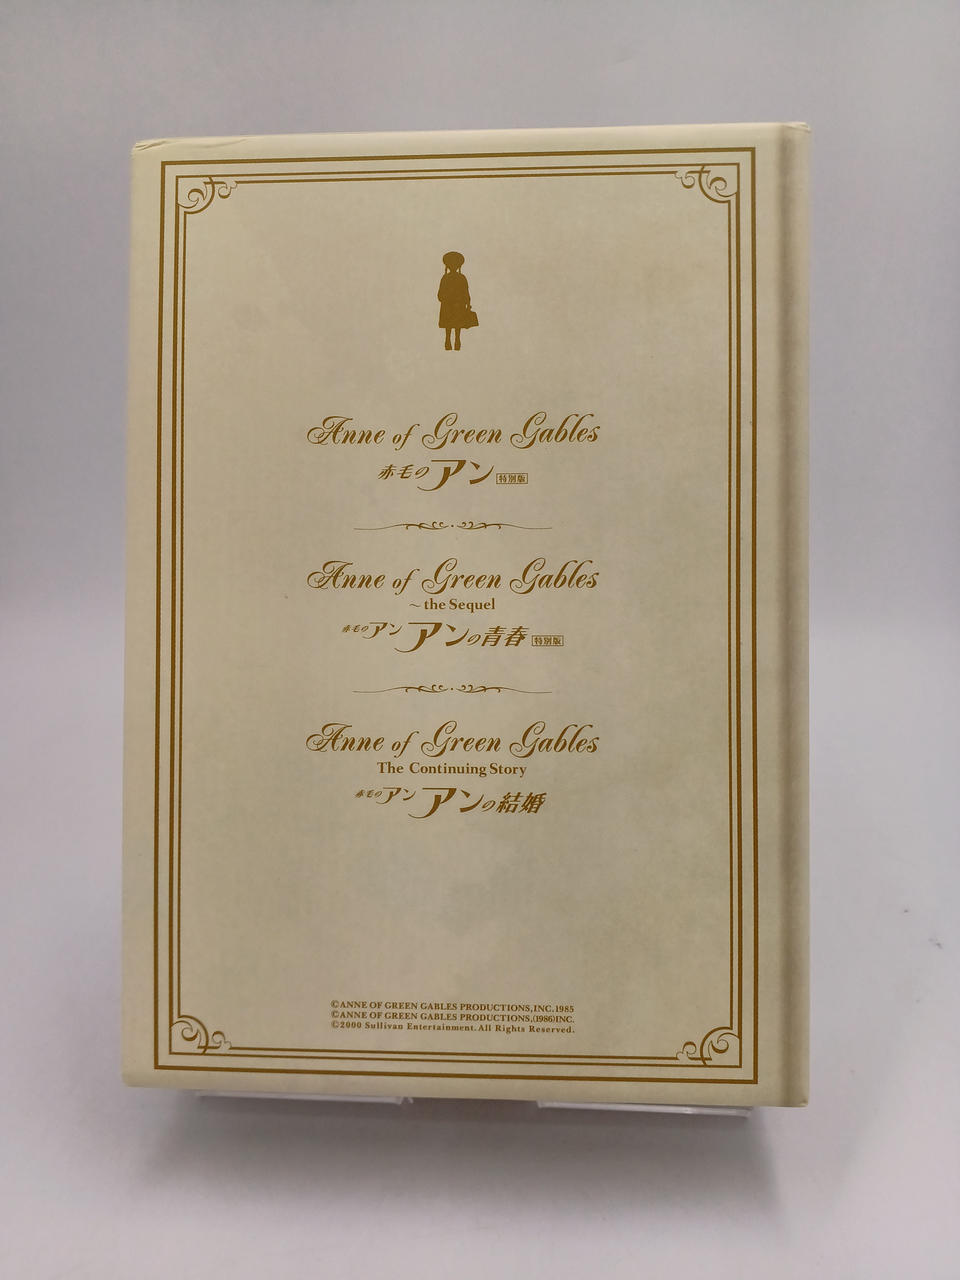 Anne of Green Gables
赤毛のアン 特別版
Anne of Green Gables
~ the Sequel
赤毛のアン アンの青春 特別版
Anne of Green Gables
The Continuing Story
赤毛のアン アンの結婚
©ANNE OF GREEN GABLES PRODUCTIONS,INC.1985
©ANNE OF GREEN GABLES PRODUCTIONS,(1986)INC.
©2000 Sullivan Entertainment. All Rights Reserved.